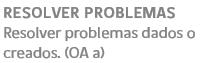 RESOLVER PROBLEMAS
Resolver problemas dados o
creados. (OA a)